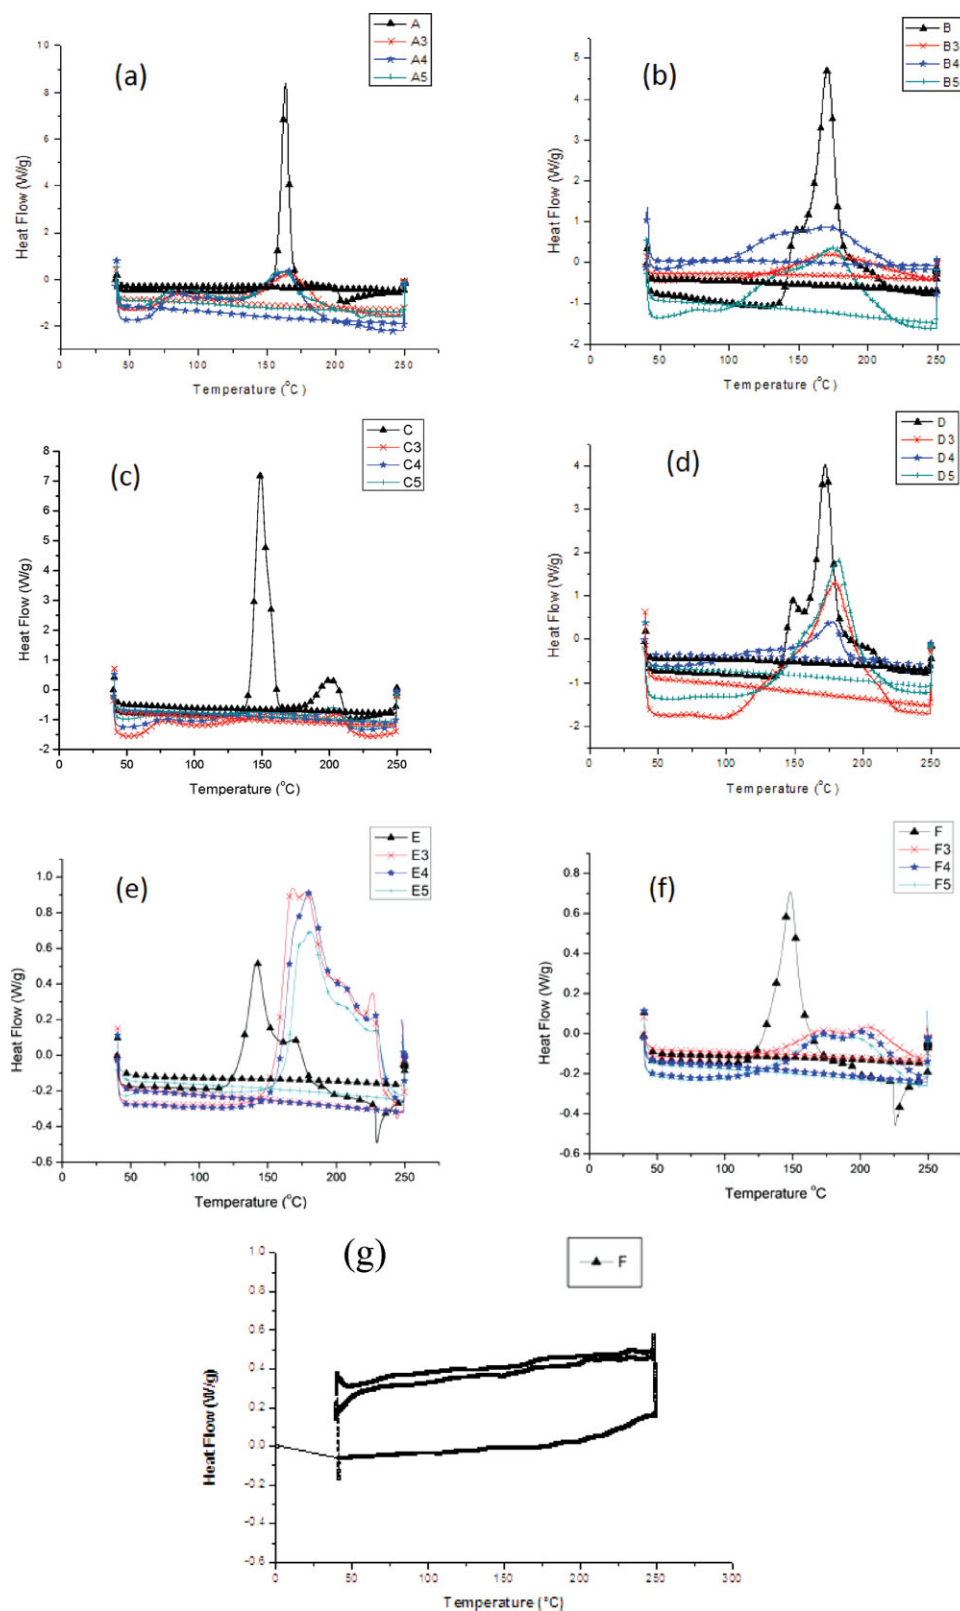 (a)
A
A3
A4
A5
Heat Flow (W/g)
10
8
6
4
2
0
-2
0 50 100 150 200 250
Temperature (°C)
(b)
B
B3
B4
B5
Heat Flow (W/g)
5
4
3
2
1
0
-1
-2
0 50 100 150 200 250
Temperature (°C)
(c)
C
C3
C4
C5
Heat Flow (W/g)
8
7
6
5
4
3
2
1
0
-1
-2
0 50 100 150 200 250
Temperature (°C)
(d)
D
D3
D4
D5
Heat Flow (W/g)
4
3
2
1
0
-1
-2
0 50 100 150 200 250
Temperature (°C)
(e)
E
E3
E4
E5
Heat Flow (W/g)
1.0
0.8
0.6
0.4
0.2
0.0
-0.2
-0.4
-0.6
0 50 100 150 200 250
Temperature (°C)
(f)
F
F3
F4
F5
Heat Flow (W/g)
0.8
0.6
0.4
0.2
0.0
-0.2
-0.4
-0.6
0 50 100 150 200 250
Temperature °C
(g)
F
Heat Flow (W/g)
1.0
0.8
0.6
0.4
0.2
0.0
-0.2
-0.4
-0.6
0 50 100 150 200 250 300
Temperature (°C)